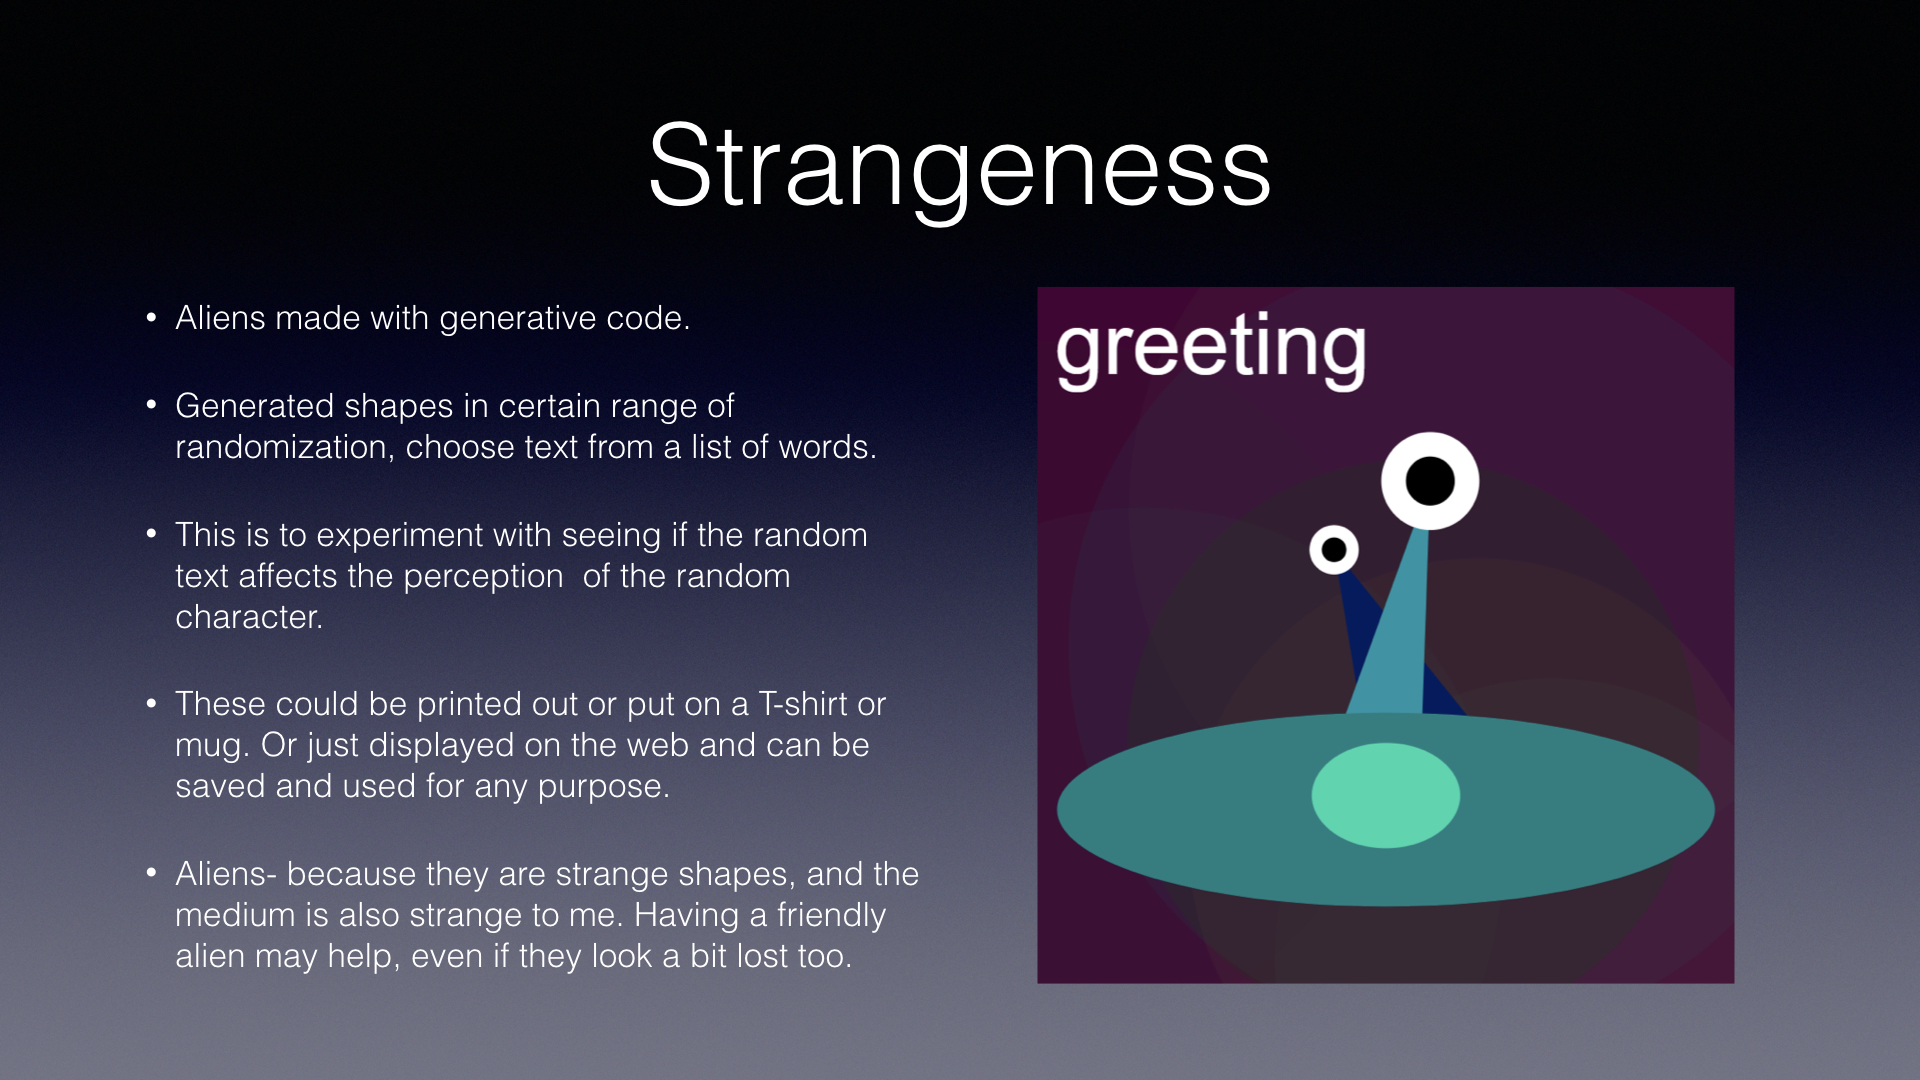 Strangeness
• Aliens made with generative code.
• Generated shapes in certain range of
randomization, choose text from a list of words.
• This is to experiment with seeing if the random
text affects the perception  of the random
character.
• These could be printed out or put on a T-shirt or
mug. Or just displayed on the web and can be
saved and used for any purpose.
• Aliens- because they are strange shapes, and the
medium is also strange to me. Having a friendly
alien may help, even if they look a bit lost too.
greeting